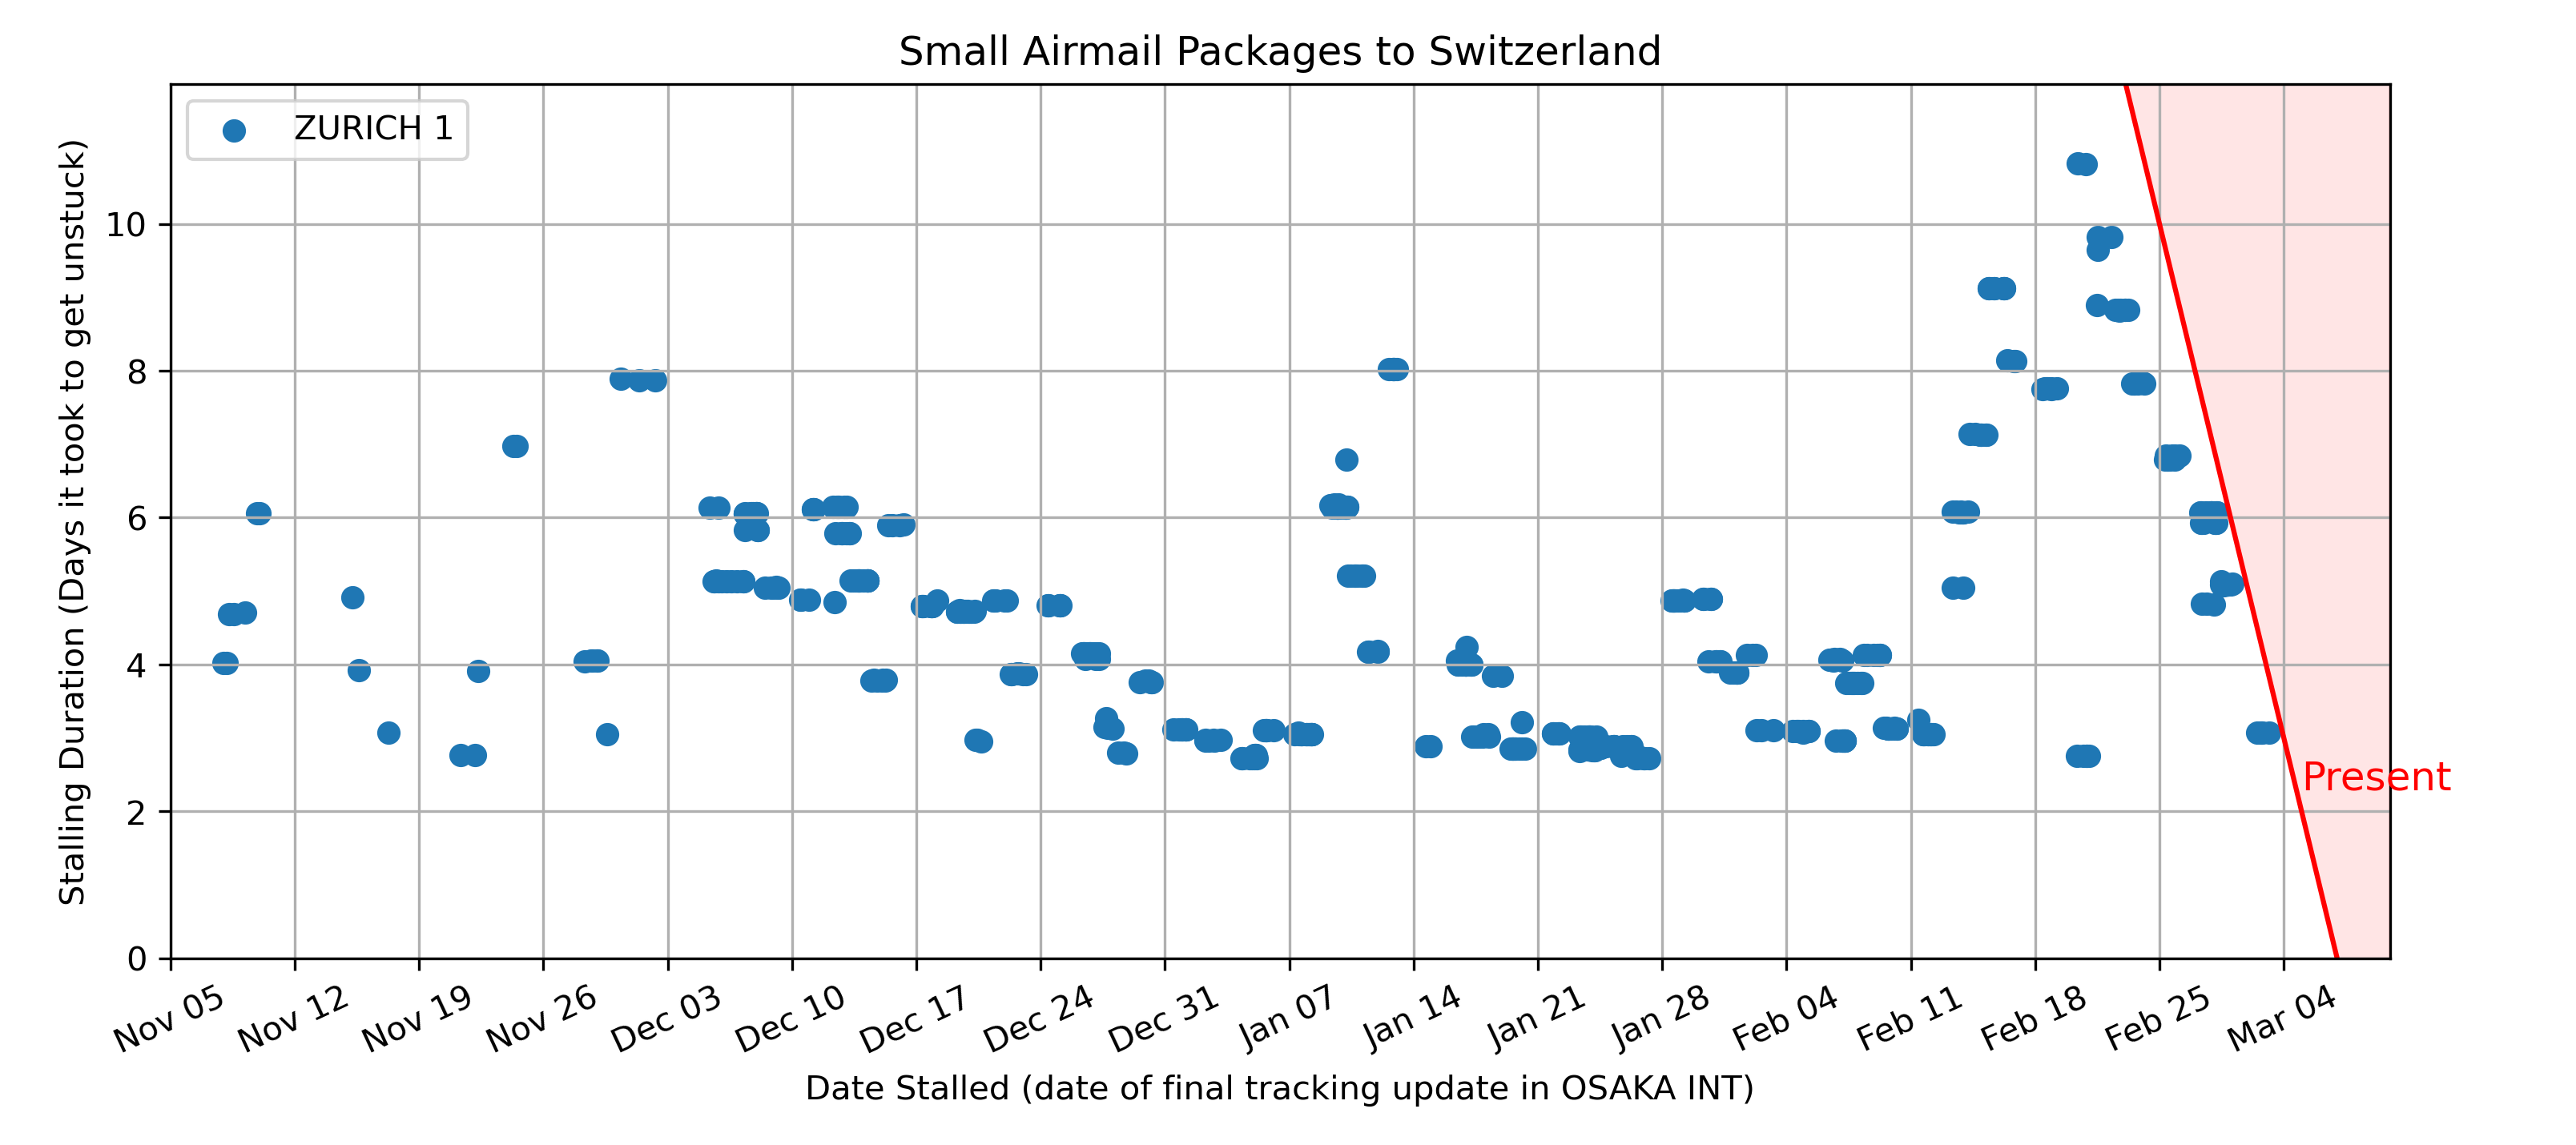 Small Airmail Packages to Switzerland
ZURICH 1
Stalling Duration (Days it took to get unstuck)
10
8
6
4
2
0
Present
Nov 05
Nov 12
Nov 19
Nov 26
Dec 03
Dec 10
Dec 17
Dec 24
Dec 31
Jan 07
Jan 14
Jan 21
Jan 28
Feb 04
Feb 11
Feb 18
Feb 25
Mar 04
Date Stalled (date of final tracking update in OSAKA INT)